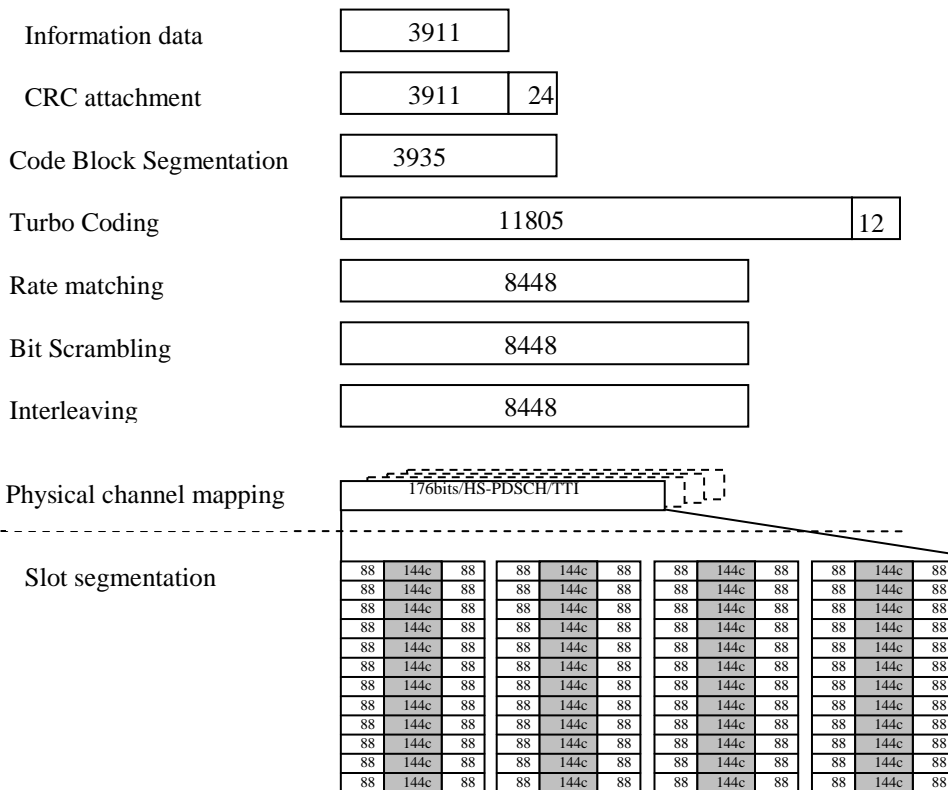 Information data 3911
CRC attachment 3911 24
Code Block Segmentation 3935
Turbo Coding 11805 12
Rate matching 8448
Bit Scrambling 8448
Interleaving 8448
Physical channel mapping 176bits/HS-PDSCH/TTI
Slot segmentation
88 144c 88 88 144c 88 88 144c 88 88 144c 88
88 144c 88 88 144c 88 88 144c 88 88 144c 88
88 144c 88 88 144c 88 88 144c 88 88 144c 88
88 144c 88 88 144c 88 88 144c 88 88 144c 88
88 144c 88 88 144c 88 88 144c 88 88 144c 88
88 144c 88 88 144c 88 88 144c 88 88 144c 88
88 144c 88 88 144c 88 88 144c 88 88 144c 88
88 144c 88 88 144c 88 88 144c 88 88 144c 88
88 144c 88 88 144c 88 88 144c 88 88 144c 88
88 144c 88 88 144c 88 88 144c 88 88 144c 88
88 144c 88 88 144c 88 88 144c 88 88 144c 88
88 144c 88 88 144c 88 88 144c 88 88 144c 88